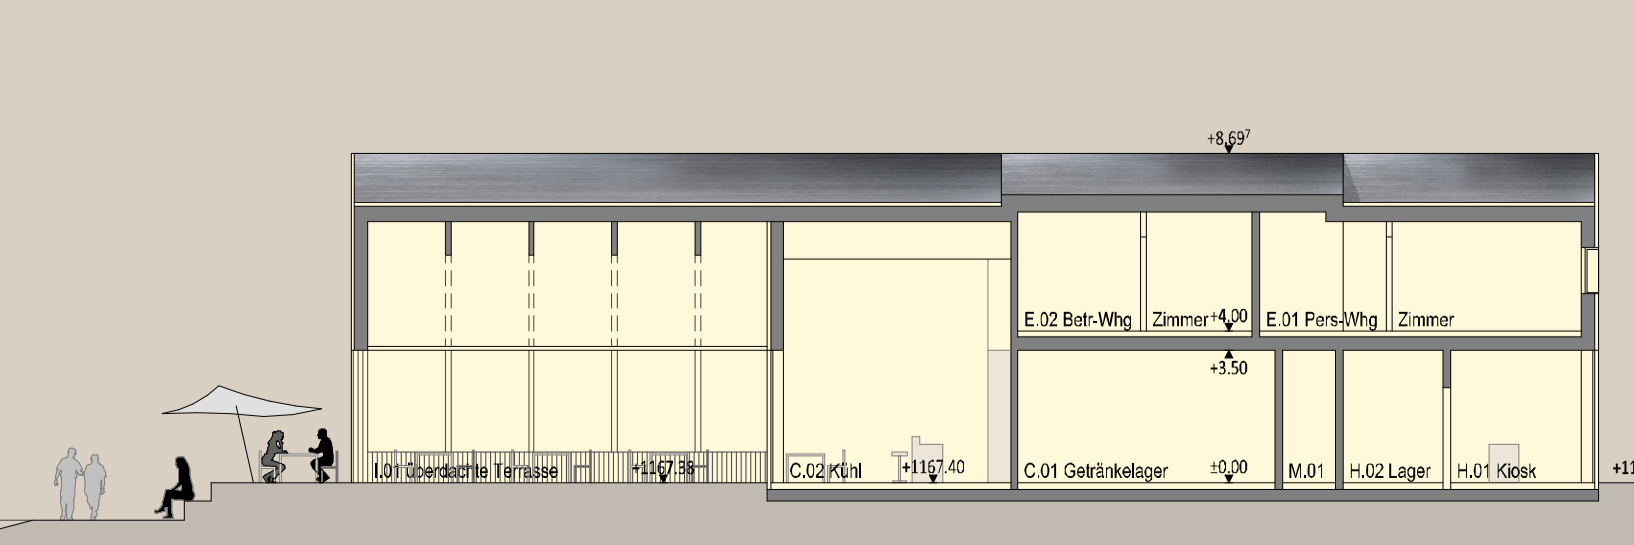 +8.69⁷
E.02 Betr-Whg
Zimmer
+4.00
E.01 Pers-Whg
Zimmer
+3.50
I.01 überdachte Terrasse
+1167.38
C.02 Kühl
+1167.40
C.01 Getränkelager
±0.00
M.01
H.02 Lager
H.01 Kiosk